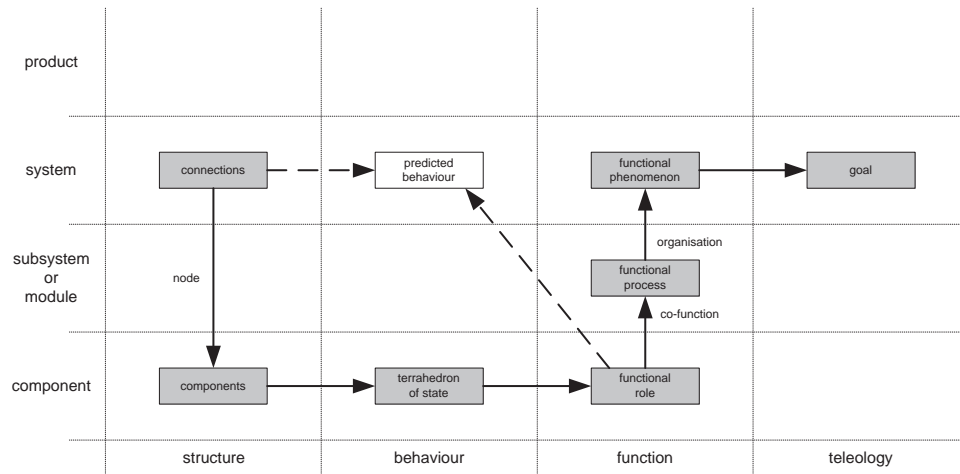 product
system
connections
predicted
behaviour
functional
phenomenon
goal
organisation
subsystem
or
module
node
functional
process
co-function
component
components
terrahedron
of state
functional
role
structure
behaviour
function
teleology